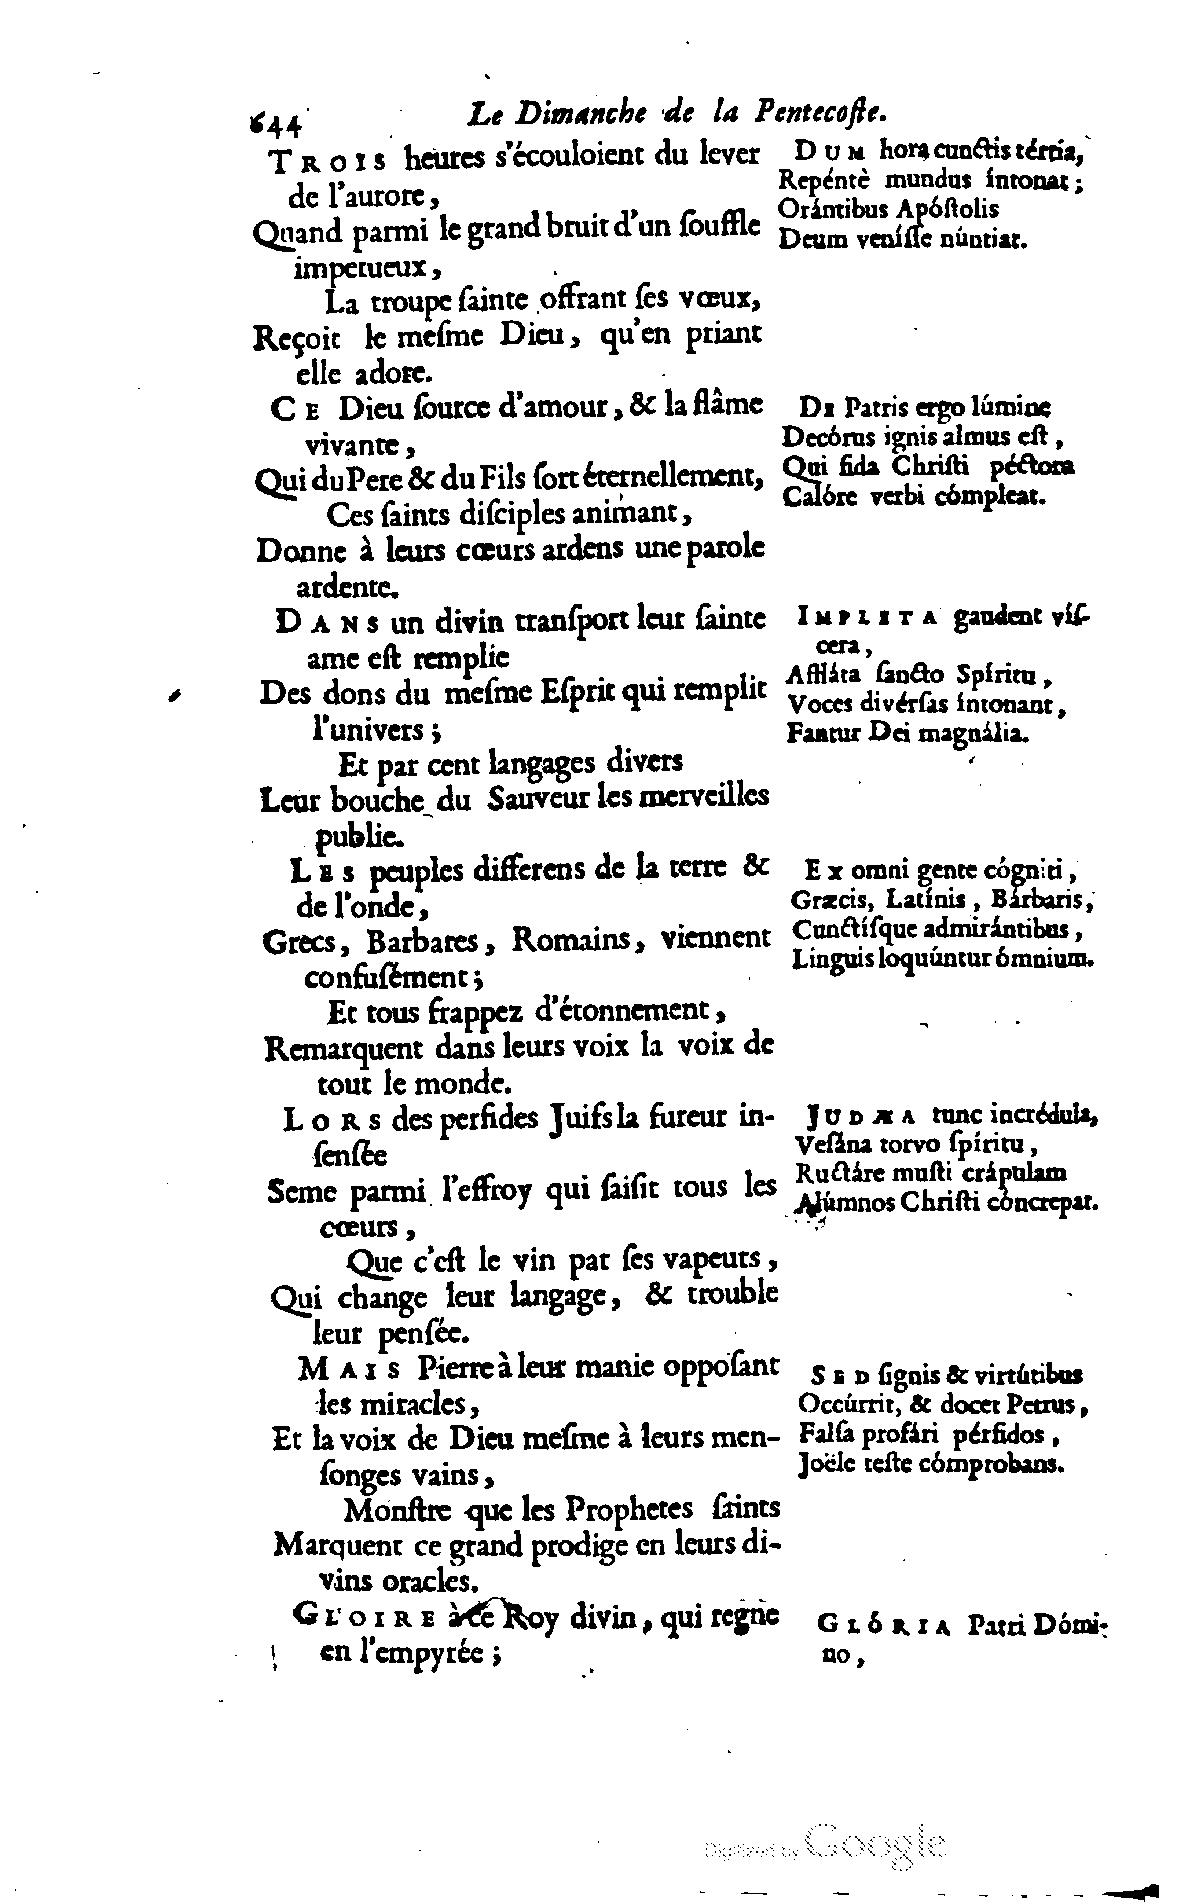 644
Le Dimanche de la Pentecoſte.
TROIS heures s'écouloient du lever
de l'aurore,
Quand parmi le grand bruit d'un ſouffle
impetueux,
La troupe ſainte offrant ſes vœux,
Reçoit le meſme Dieu, qu'en priant
elle adore.
CE Dieu ſource d'amour, & la flâme
vivante,
Qui du Pere & du Fils ſort éternellement,
Ces ſaints diſciples animant,
Donne à leurs cœurs ardens une parole
ardente.
DANS un divin tranſport leur ſainte
ame eſt remplie
Des dons du meſme Eſprit qui remplit
l'univers;
Et par cent langages divers
Leur bouche du Sauveur les merveilles
publie.
LES peuples differens de la terre &
de l'onde,
Grecs, Barbares, Romains, viennent
confuſément;
Et tous frappez d'étonnement,
Remarquent dans leurs voix la voix de
tout le monde.
LORS des perfides Juifs la fureur in-
ſenſée
Seme parmi l'effroy qui ſaiſit tous les
cœurs,
Que c'eſt le vin par ſes vapeurs,
Qui change leur langage, & trouble
leur penſée.
MAIS Pierre à leur manie oppoſant
les miracles,
Et la voix de Dieu meſme à leurs men-
ſonges vains,
Monſtre que les Prophetes ſaints
Marquent ce grand prodige en leurs di-
vins oracles.
GLOIRE à ce Roy divin, qui regne
en l'empyrée;
DUM hora cunctis tértia,
Repéntè mundus íntonat;
Orántibus Apóſtolis
Deum veníſſe núntiat.
DE Patris ergo lúmine
Decórus ignis almus eſt,
Qui fida Chriſti péctora
Calóre verbi cómpleat.
IMPLETA gaudent víſ-
cera,
Affláta ſancto Spíritu,
Voces divérſas íntonant,
Fantur Dei magnália.
EX omni gente cógniti,
Græcis, Latínis, Bárbaris,
Cunctíſque admirántibus,
Linguis loquúntur ómnium.
JUDÆA tunc incrédula,
Veſána torvo ſpíritu,
Ructáre muſti crápulam
Alúmnos Chriſti cóncrepat.
SED ſignis & virtútibus
Occúrrit, & docet Petrus,
Falſa profári pérfidos,
Joële teſte cómprobans.
GLÓRIA Patri Dómi-
no,
Digitized by Google